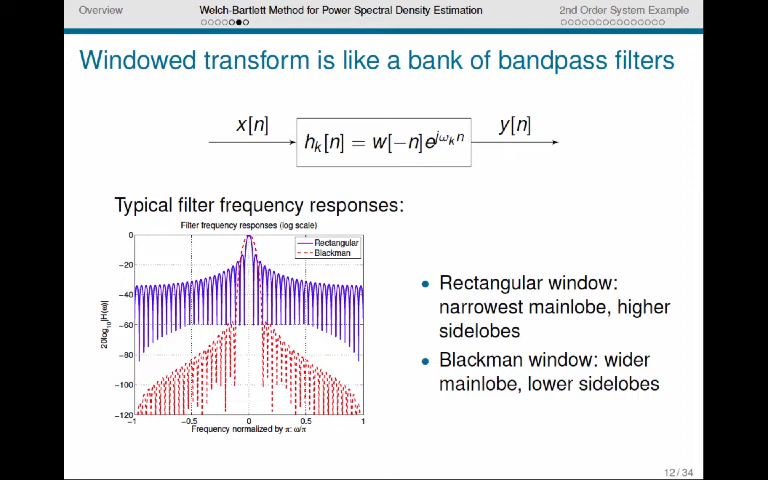 Overview
Welch-Bartlett Method for Power Spectral Density Estimation
2nd Order System Example
Windowed transform is like a bank of bandpass filters
x[n]
h_k[n] = w[−n]e^{jω_k n}
y[n]
Typical filter frequency responses:
Filter frequency responses (log scale)
Rectangular
Blackman
0
−20
−40
−60
−80
−100
−120
20log₁₀|H(ω)|
−1
−0.5
0
0.5
1
Frequency normalized by π: ω/π
Rectangular window:
narrowest mainlobe, higher
sidelobes
Blackman window: wider
mainlobe, lower sidelobes
12 / 34